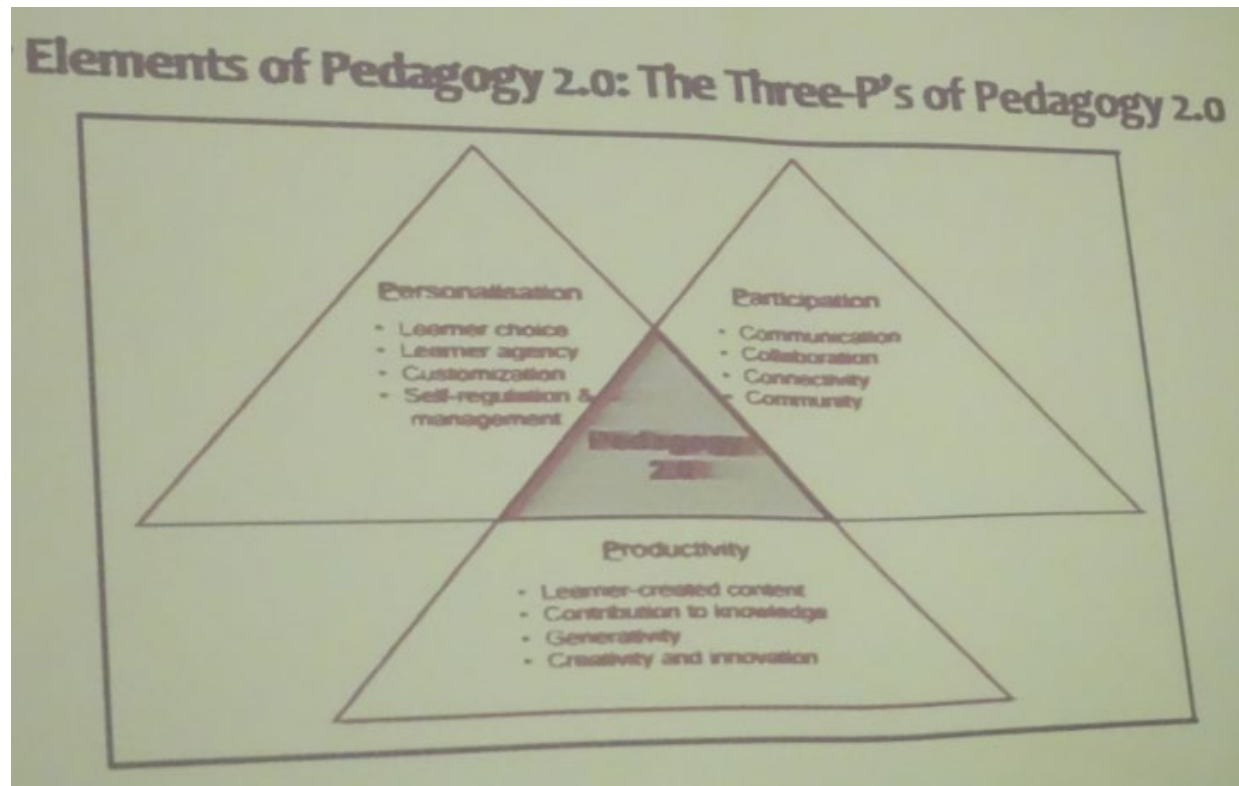 Elements of Pedagogy 2.0: The Three-P's of Pedagogy 2.0
Personalisation
- Learner choice
- Learner agency
- Customization
- Self-regulation &
management
Participation
- Communication
- Collaboration
- Connectivity
- Community
Pedagogy
2.0
Productivity
- Learner-created content
- Contribution to knowledge
- Generativity
- Creativity and innovation